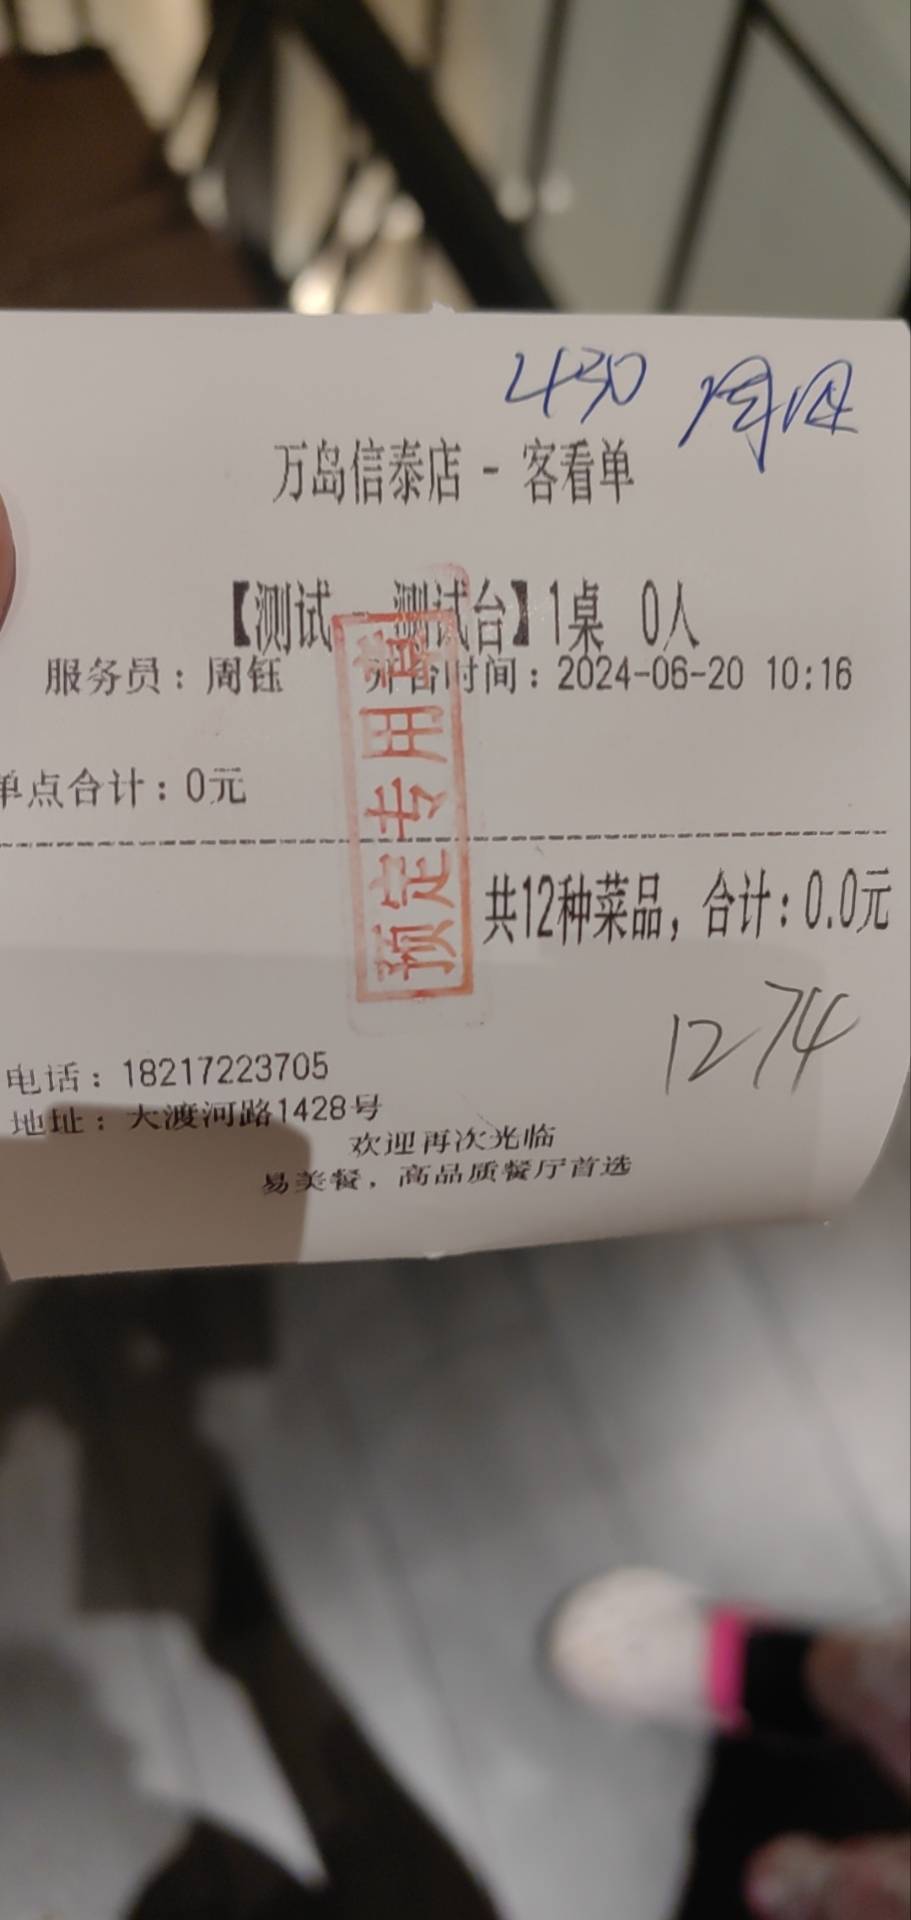 430
万岛信泰店 - 客看单
【测试 - 测试台】1桌 0人
服务员：周钰 开台时间：2024-06-20 10:16
单点合计：0元
预定专用章
共12种菜品，合计：0.0元
1274
电话：18217223705
地址：大渡河路1428号
欢迎再次光临
易美餐，高品质餐厅首选